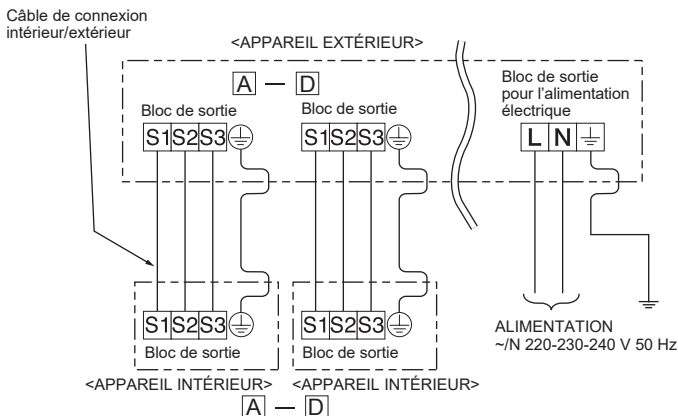 Câble de connexion
intérieur/extérieur
<APPAREIL EXTÉRIEUR>
A — D
Bloc de sortie
Bloc de sortie
Bloc de sortie
pour l'alimentation
électrique
S1 S2 S3
S1 S2 S3
L N
S1 S2 S3
S1 S2 S3
Bloc de sortie
Bloc de sortie
ALIMENTATION
~/N 220-230-240 V 50 Hz
<APPAREIL INTÉRIEUR>
<APPAREIL INTÉRIEUR>
A — D